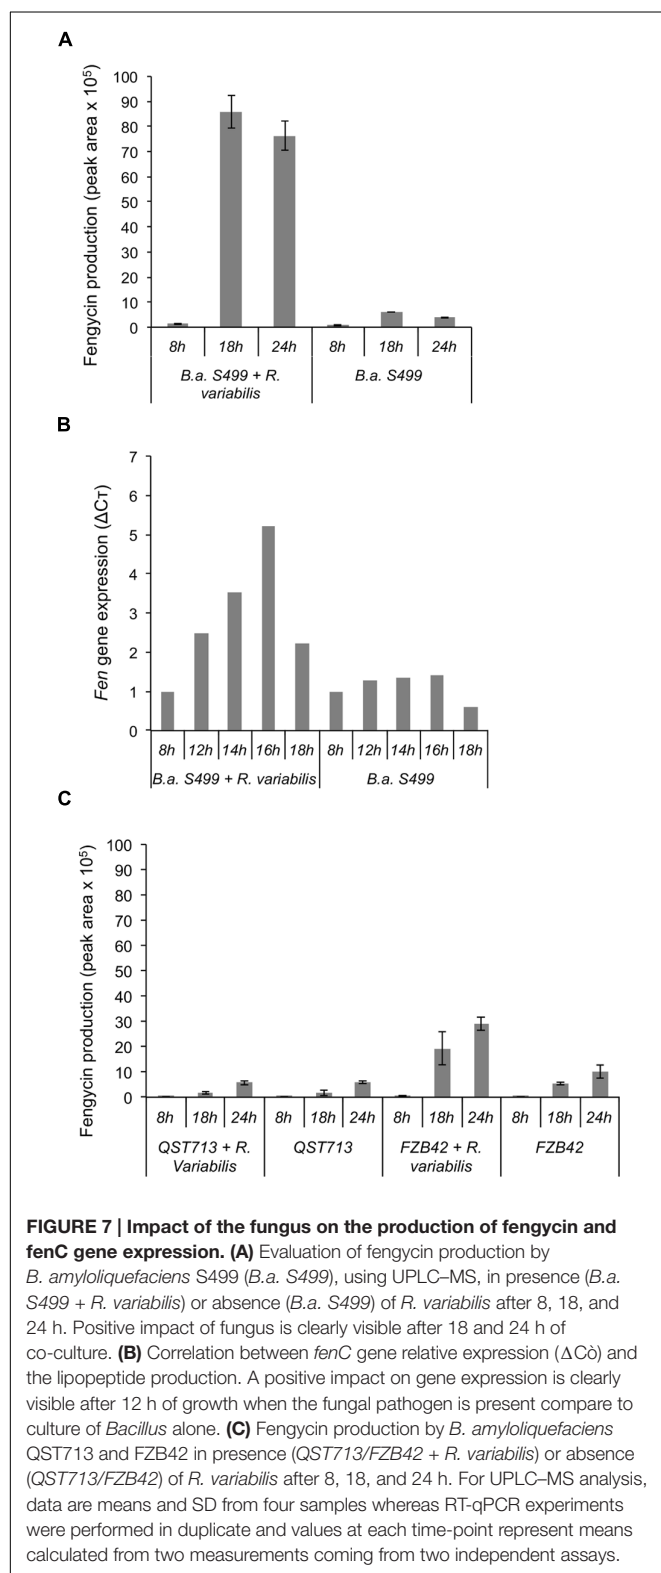 A
Fengycin production (peak area x 10⁵)
100
90
80
70
60
50
40
30
20
10
0
8h 18h 24h 8h 18h 24h
B.a. S499 + R. variabilis
B.a. S499
B
Fen gene expression (ΔCт)
7
6
5
4
3
2
1
0
8h 12h 14h 16h 18h 8h 12h 14h 16h 18h
B.a. S499 + R. variabilis B.a. S499
C
Fengycin production (peak area x 10⁵)
100
90
80
70
60
50
40
30
20
10
0
8h 18h 24h 8h 18h 24h 8h 18h 24h 8h 18h 24h
QST713 + R. Variabilis
QST713
FZB42 + R. variabilis
FZB42
FIGURE 7 | Impact of the fungus on the production of fengycin and
fenC gene expression. (A) Evaluation of fengycin production by
B. amyloliquefaciens S499 (B.a. S499), using UPLC–MS, in presence (B.a.
S499 + R. variabilis) or absence (B.a. S499) of R. variabilis after 8, 18, and
24 h. Positive impact of fungus is clearly visible after 18 and 24 h of
co-culture. (B) Correlation between fenC gene relative expression (ΔCò) and
the lipopeptide production. A positive impact on gene expression is clearly
visible after 12 h of growth when the fungal pathogen is present compare to
culture of Bacillus alone. (C) Fengycin production by B. amyloliquefaciens
QST713 and FZB42 in presence (QST713/FZB42 + R. variabilis) or absence
(QST713/FZB42) of R. variabilis after 8, 18, and 24 h. For UPLC–MS analysis,
data are means and SD from four samples whereas RT-qPCR experiments
were performed in duplicate and values at each time-point represent means
calculated from two measurements coming from two independent assays.